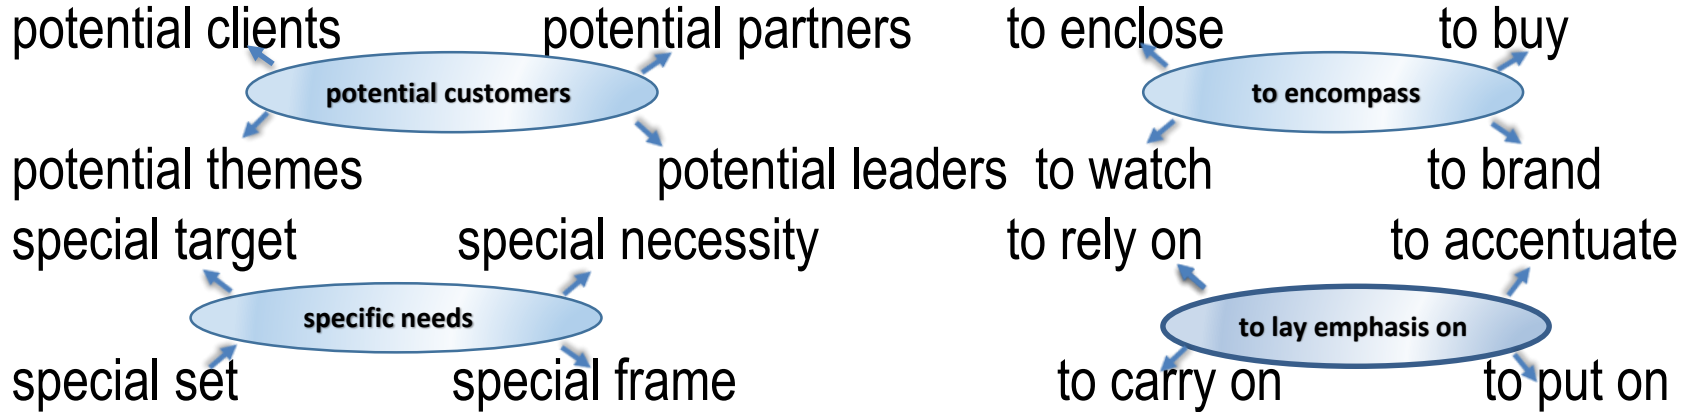 potential clients potential partners to enclose to buy
potential customers to encompass
potential themes potential leaders to watch to brand
special target special necessity to rely on to accentuate
specific needs to lay emphasis on
special set special frame to carry on to put on